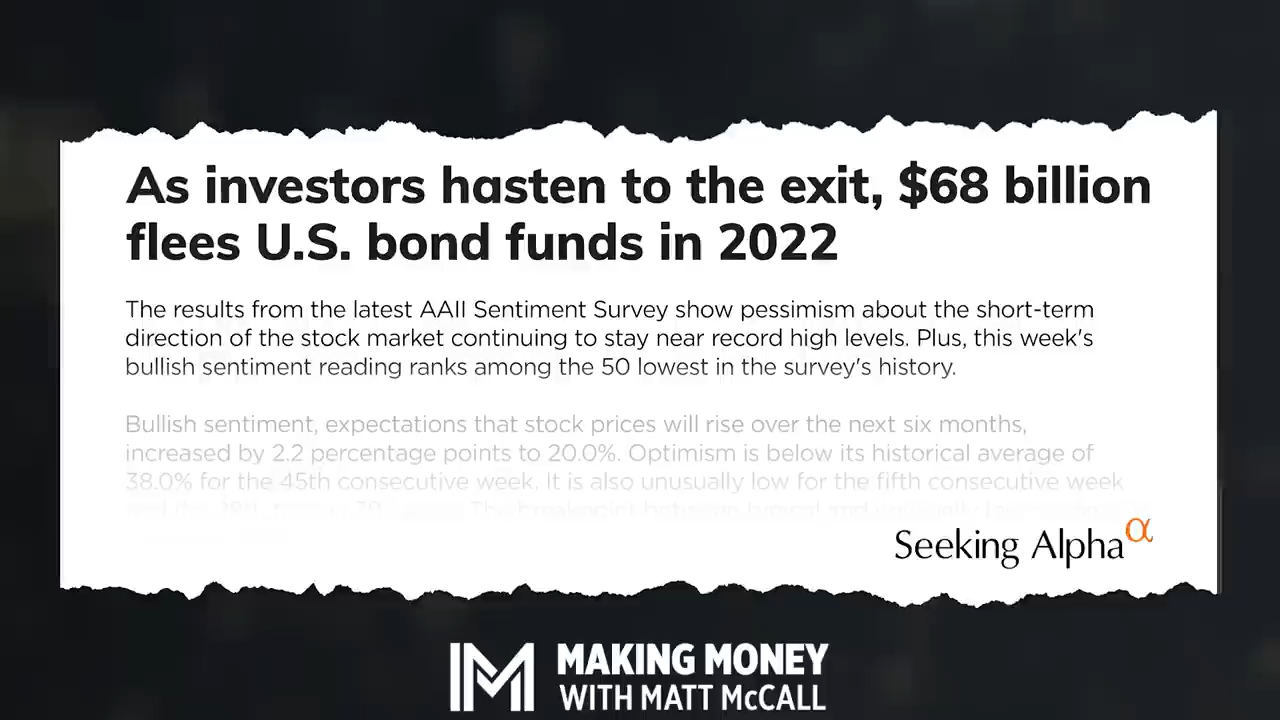 As investors hasten to the exit, $68 billion
flees U.S. bond funds in 2022
The results from the latest AAII Sentiment Survey show pessimism about the short-term
direction of the stock market continuing to stay near record high levels. Plus, this week's
bullish sentiment reading ranks among the 50 lowest in the survey's history.
Bullish sentiment, expectations that stock prices will rise over the next six months,
increased by 2.2 percentage points to 20.0%. Optimism is below its historical average of
38.0% for the 45th consecutive week. It is also unusually low for the fifth consecutive week
Seeking Alpha α
IM MAKING MONEY
WITH MATT McCALL